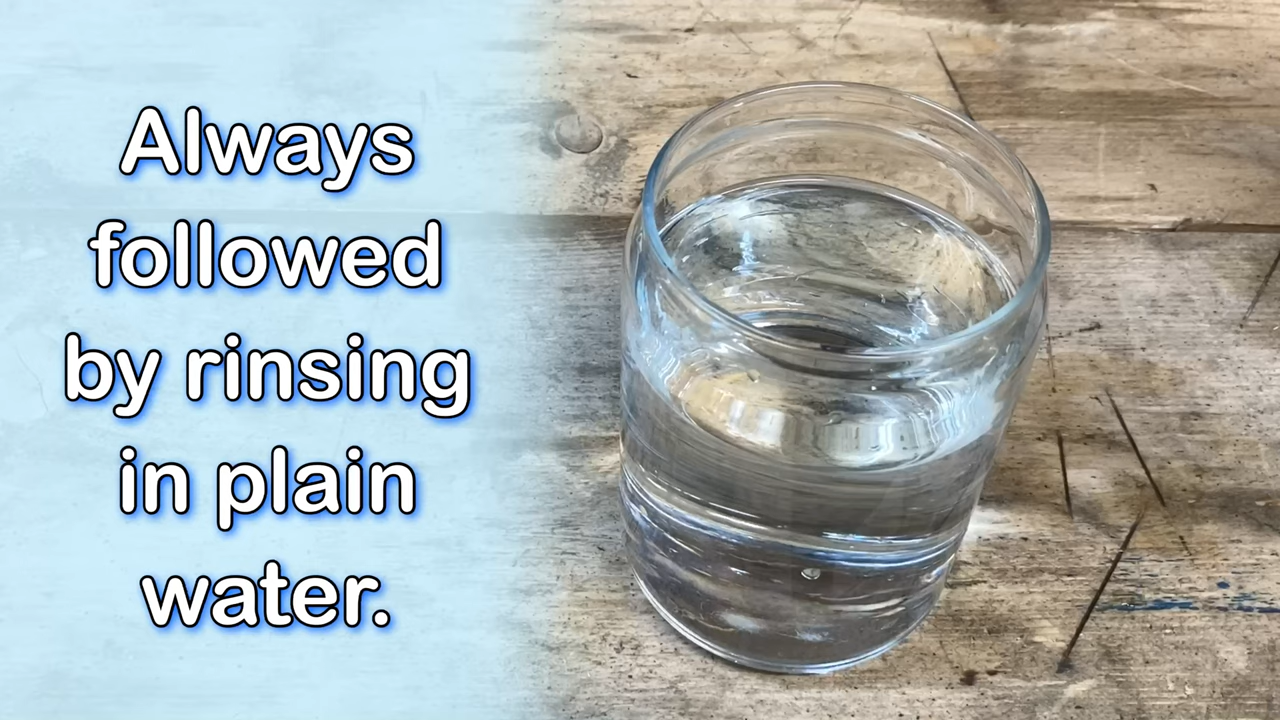 Always
followed
by rinsing
in plain
water.